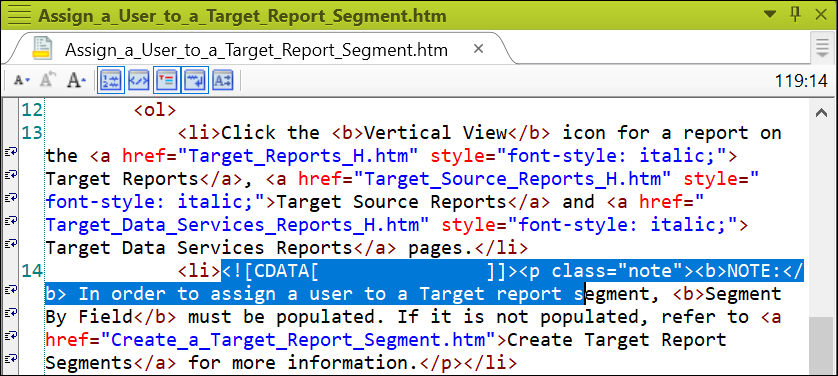 Assign_a_User_to_a_Target_Report_Segment.htm
Assign_a_User_to_a_Target_Report_Segment.htm
A A A 119:14
12 <ol>
13 <li>Click the <b>Vertical View</b> icon for a report on
the <a href="Target_Reports_H.htm" style="font-style: italic;">
Target Reports</a>, <a href="Target_Source_Reports_H.htm" style="
font-style: italic;">Target Source Reports</a> and <a href="
Target_Data_Services_Reports_H.htm" style="font-style: italic;">
Target Data Services Reports</a> pages.</li>
14 <li><![CDATA[ ]]><p class="note"><b>NOTE:</
b> In order to assign a user to a Target report segment, <b>Segment
By Field</b> must be populated. If it is not populated, refer to <a
href="Create_a_Target_Report_Segment.htm">Create Target Report
Segments</a> for more information.</p></li>